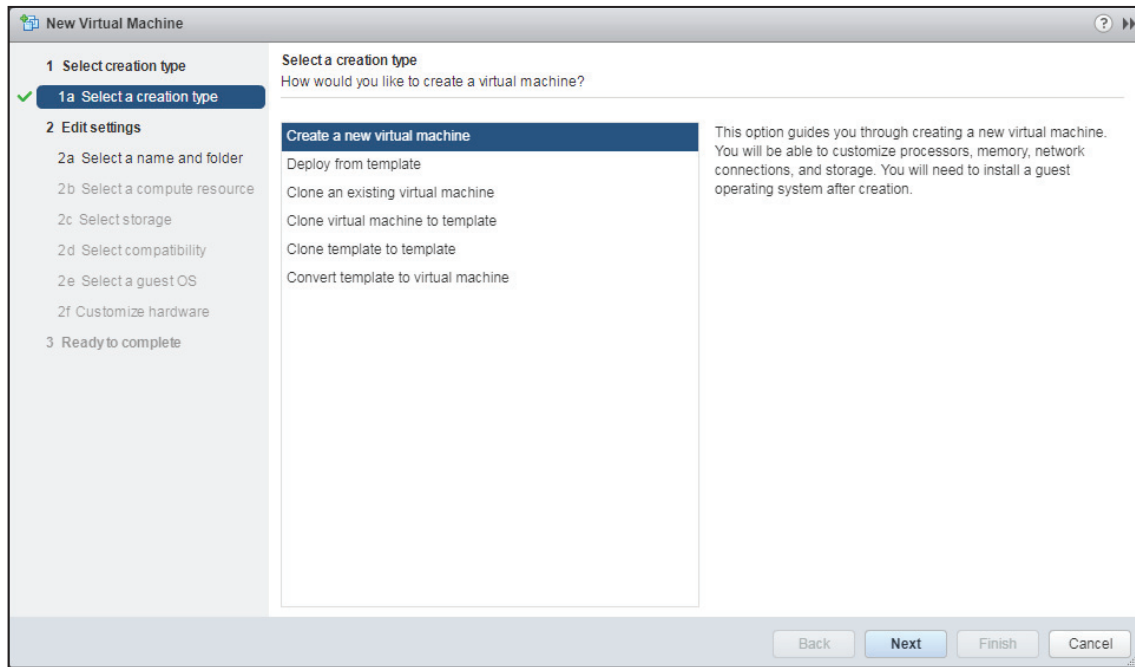 New Virtual Machine
?
1 Select creation type
1a Select a creation type
2 Edit settings
2a Select a name and folder
2b Select a compute resource
2c Select storage
2d Select compatibility
2e Select a guest OS
2f Customize hardware
3 Ready to complete
Select a creation type
How would you like to create a virtual machine?
Create a new virtual machine
Deploy from template
Clone an existing virtual machine
Clone virtual machine to template
Clone template to template
Convert template to virtual machine
This option guides you through creating a new virtual machine.
You will be able to customize processors, memory, network
connections, and storage. You will need to install a guest
operating system after creation.
Back Next Finish Cancel